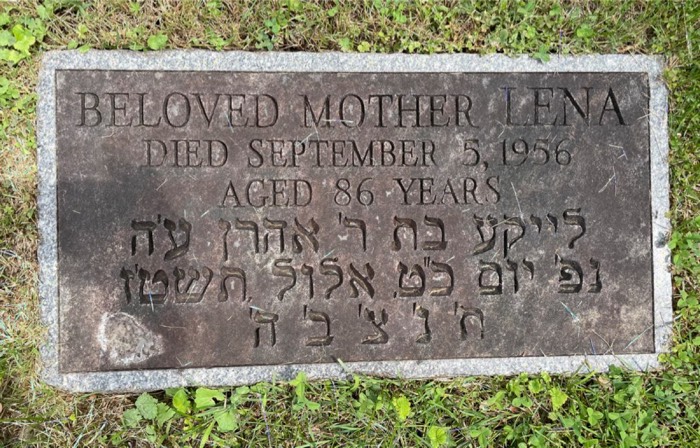 BELOVED MOTHER LENA
DIED SEPTEMBER 5, 1956
AGED 86 YEARS
לייקע בת ר' אהרן ע'ה
נפ' יום כ"ט אלול תשט'ז
ת' נ' צ' ב' ה'